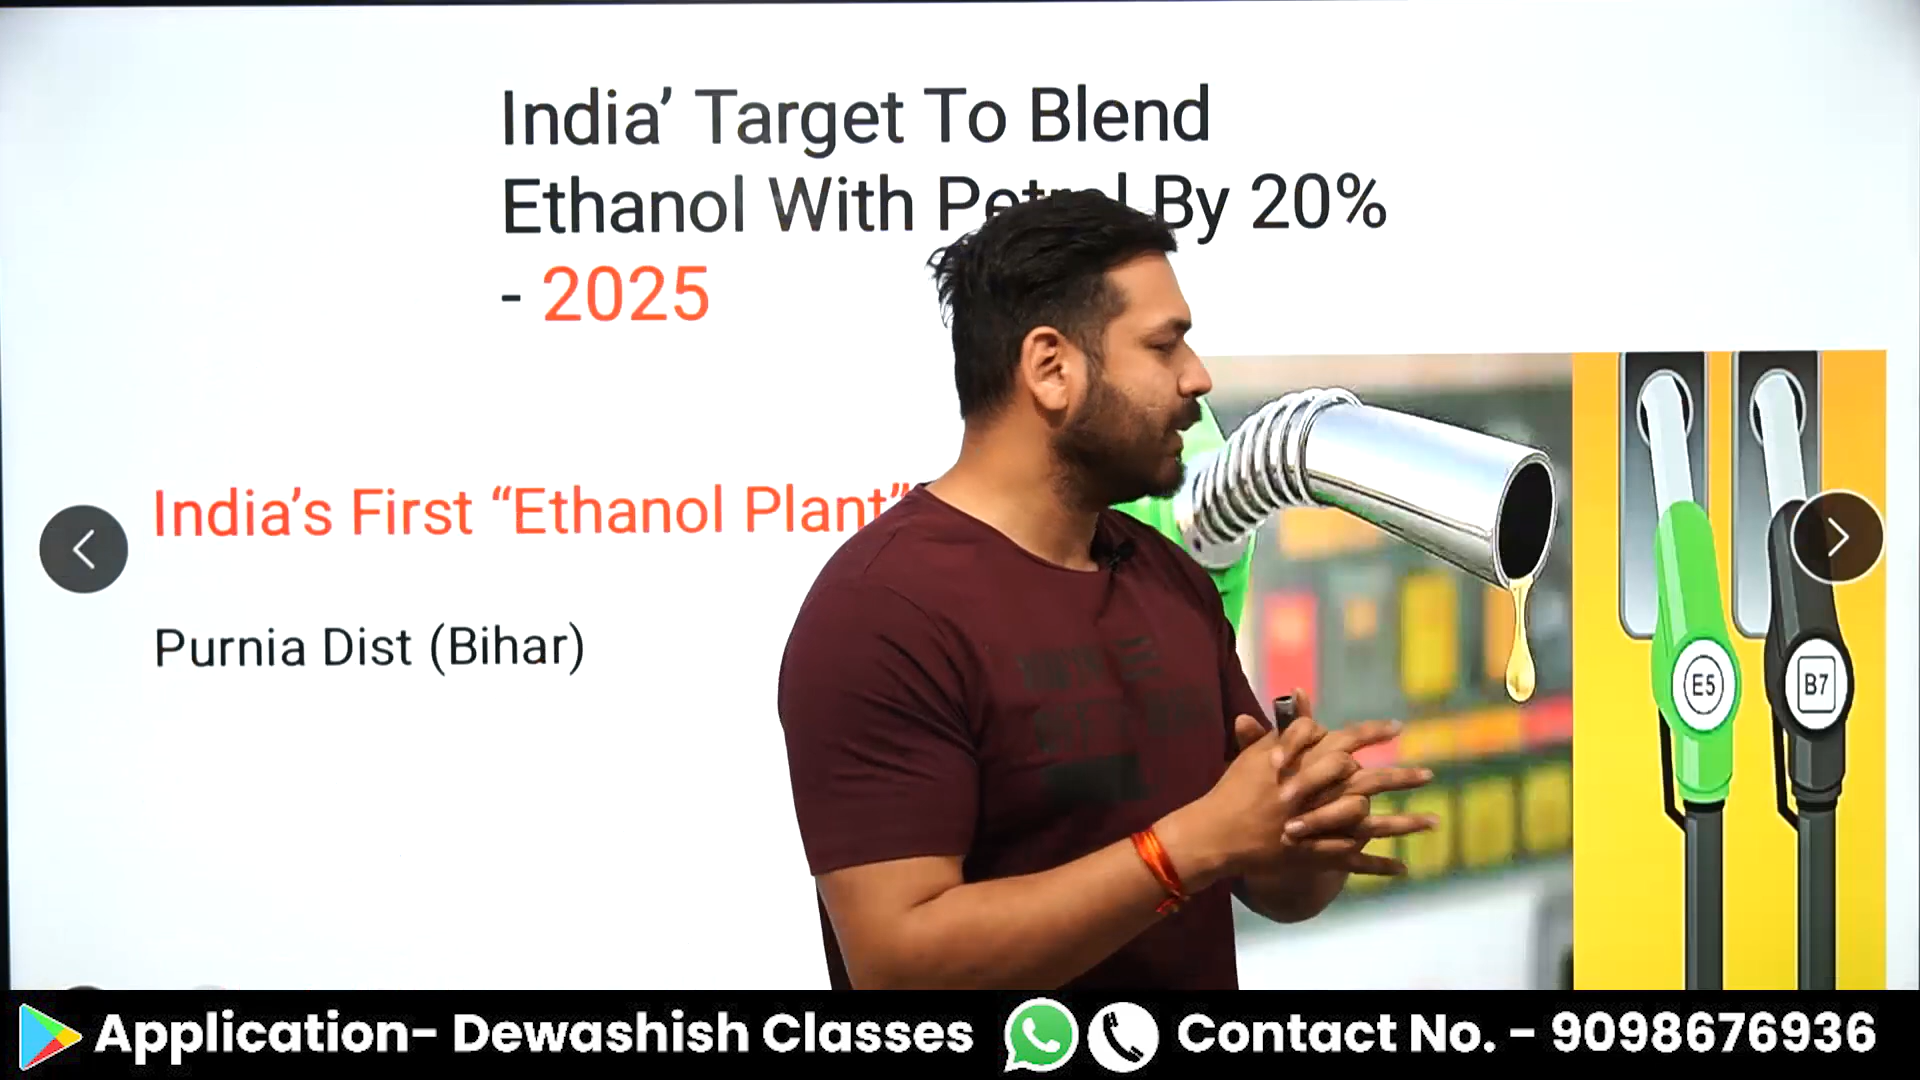 India’ Target To Blend
Ethanol With Petrol By 20%
- 2025
India’s First “Ethanol Plant”
Purnia Dist (Bihar)
E5
B7
Application- Dewashish Classes
Contact No. - 9098676936